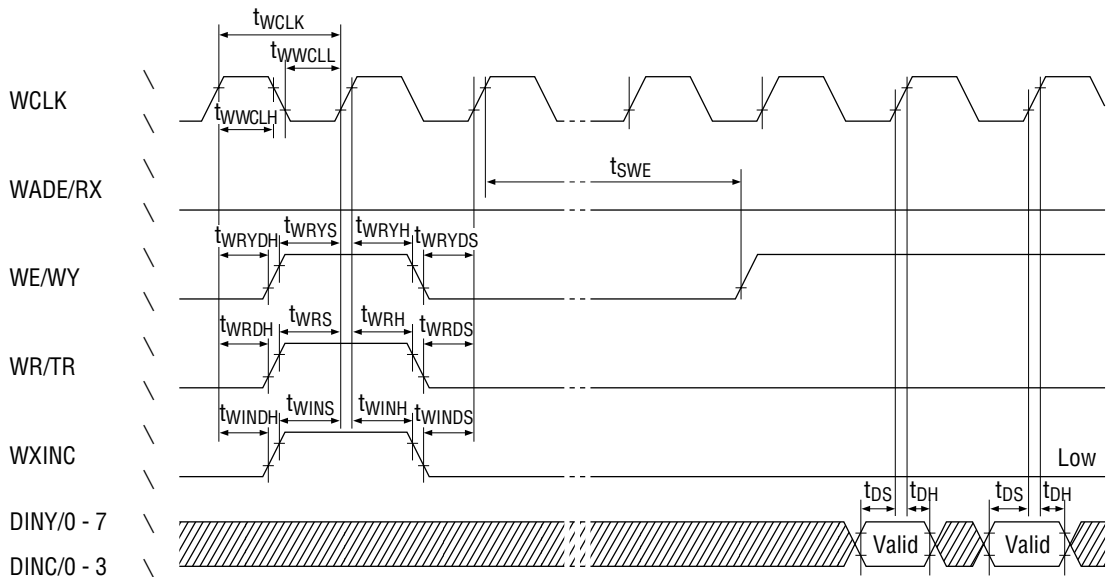 tWCLK
tWWCLL
WCLK
tWWCLH
tSWE
WADE/RX
tWRYDH tWRYS tWRYH tWRYDS
WE/WY
tWRDH tWRS tWRH tWRDS
WR/TR
tWINDH tWINS tWINH tWINDS
WXINC
Low
tDS tDH tDS tDH
DINY/0 - 7
Valid Valid
DINC/0 - 3